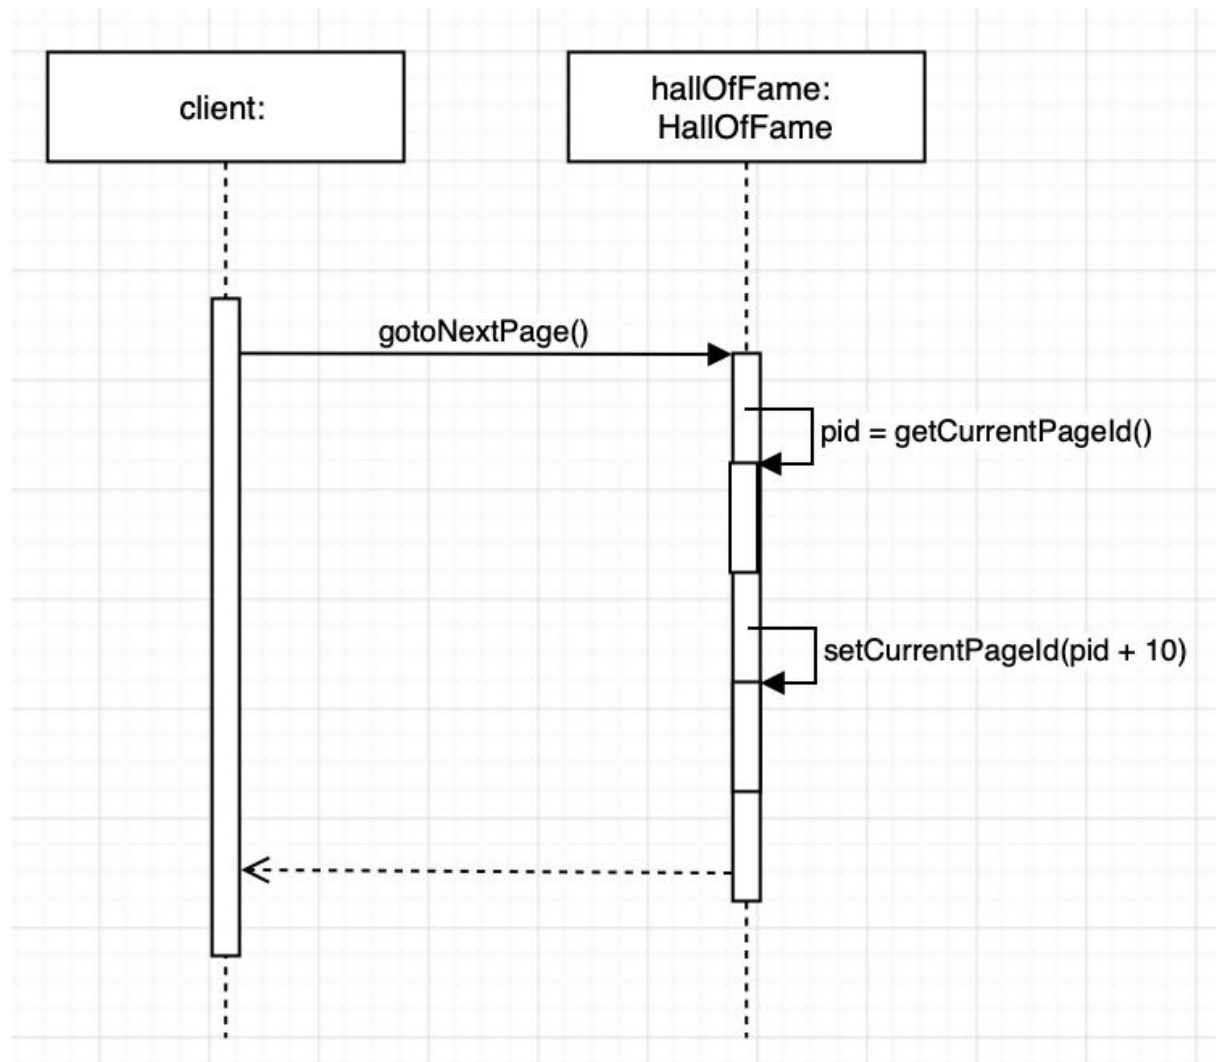 client:
hallOfFame:
HallOfFame
gotoNextPage()
pid = getCurrentPageId()
setCurrentPageId(pid + 10)